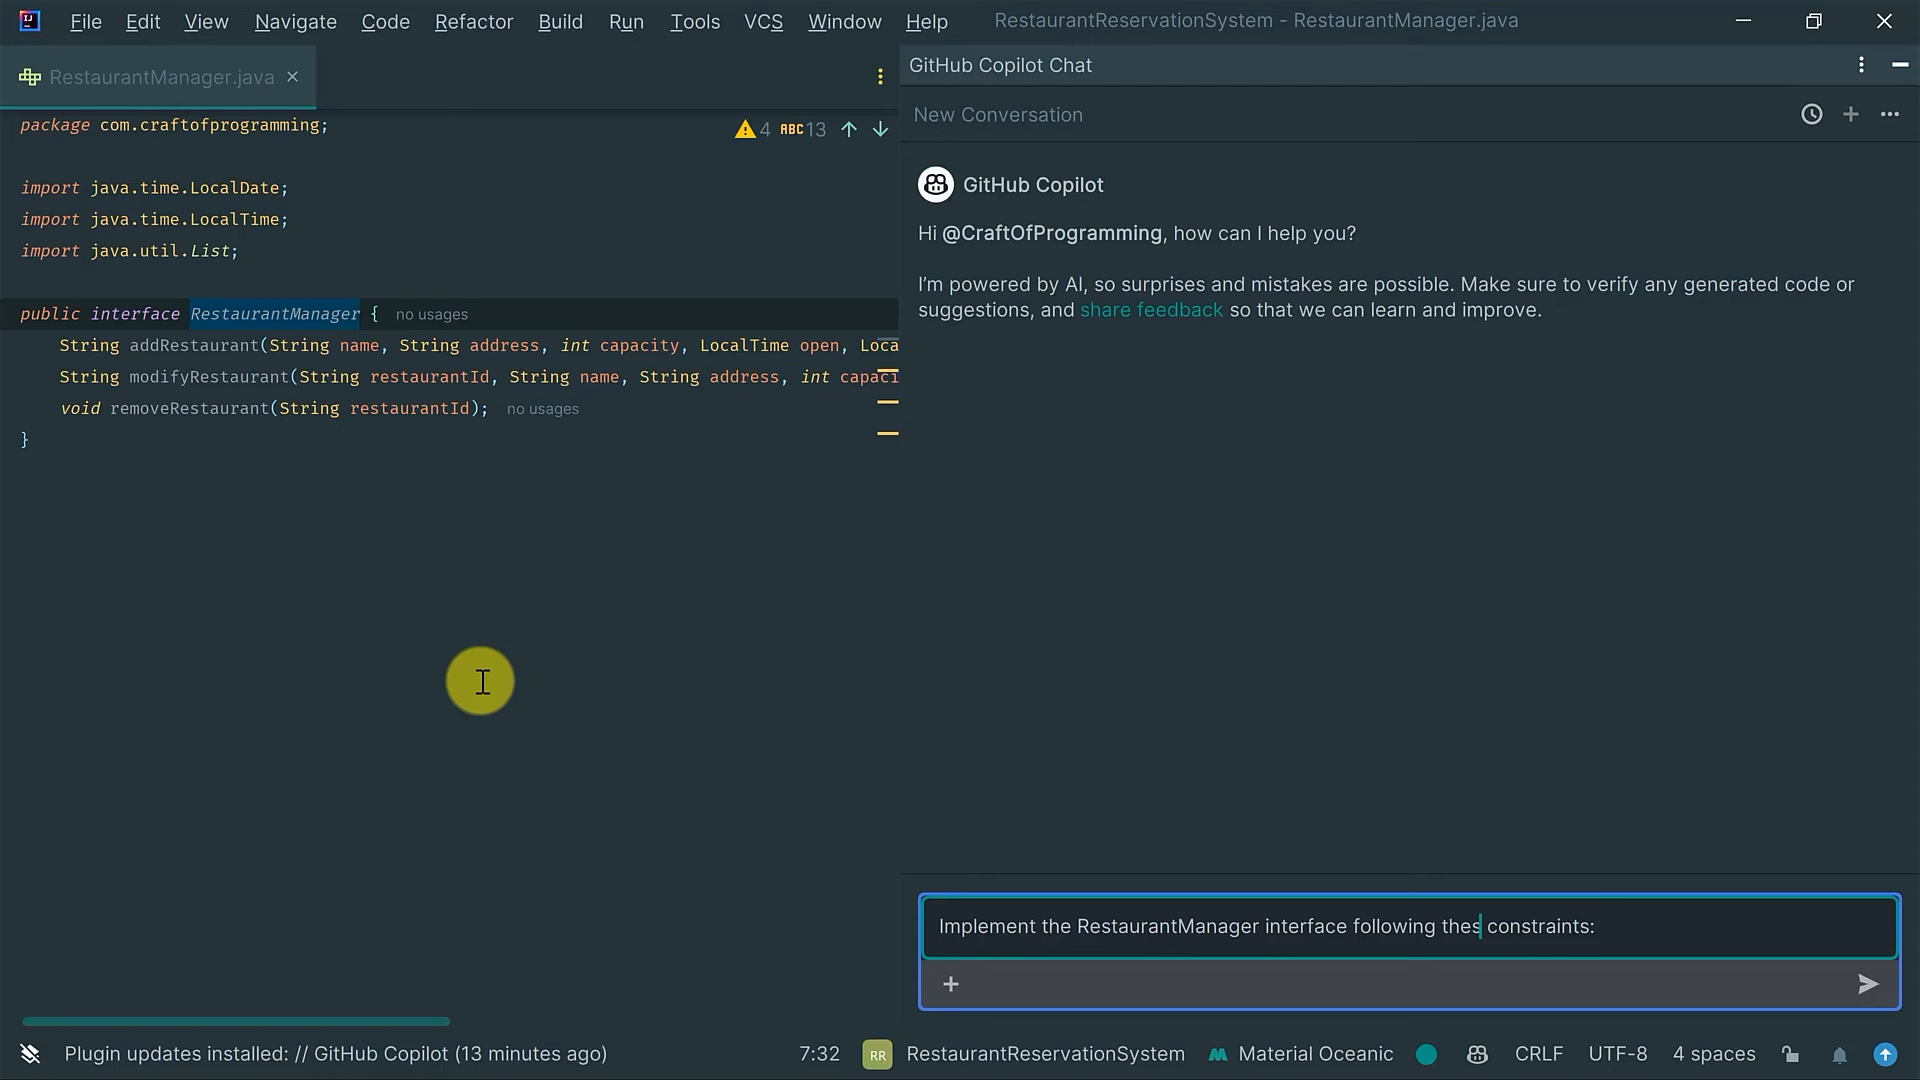 File Edit View Navigate Code Refactor Build Run Tools VCS Window Help RestaurantReservationSystem - RestaurantManager.java
RestaurantManager.java
package com.craftofprogramming;
4 ABC 13
import java.time.LocalDate;
import java.time.LocalTime;
import java.util.List;
public interface RestaurantManager { no usages
String addRestaurant(String name, String address, int capacity, LocalTime open, Loca
String modifyRestaurant(String restaurantId, String name, String address, int capaci
void removeRestaurant(String restaurantId); no usages
}
GitHub Copilot Chat
New Conversation
GitHub Copilot
Hi @CraftOfProgramming, how can I help you?
I'm powered by AI, so surprises and mistakes are possible. Make sure to verify any generated code or
suggestions, and share feedback so that we can learn and improve.
Implement the RestaurantManager interface following thes constraints:
Plugin updates installed: // GitHub Copilot (13 minutes ago) 7:32 RR RestaurantReservationSystem Material Oceanic CRLF UTF-8 4 spaces